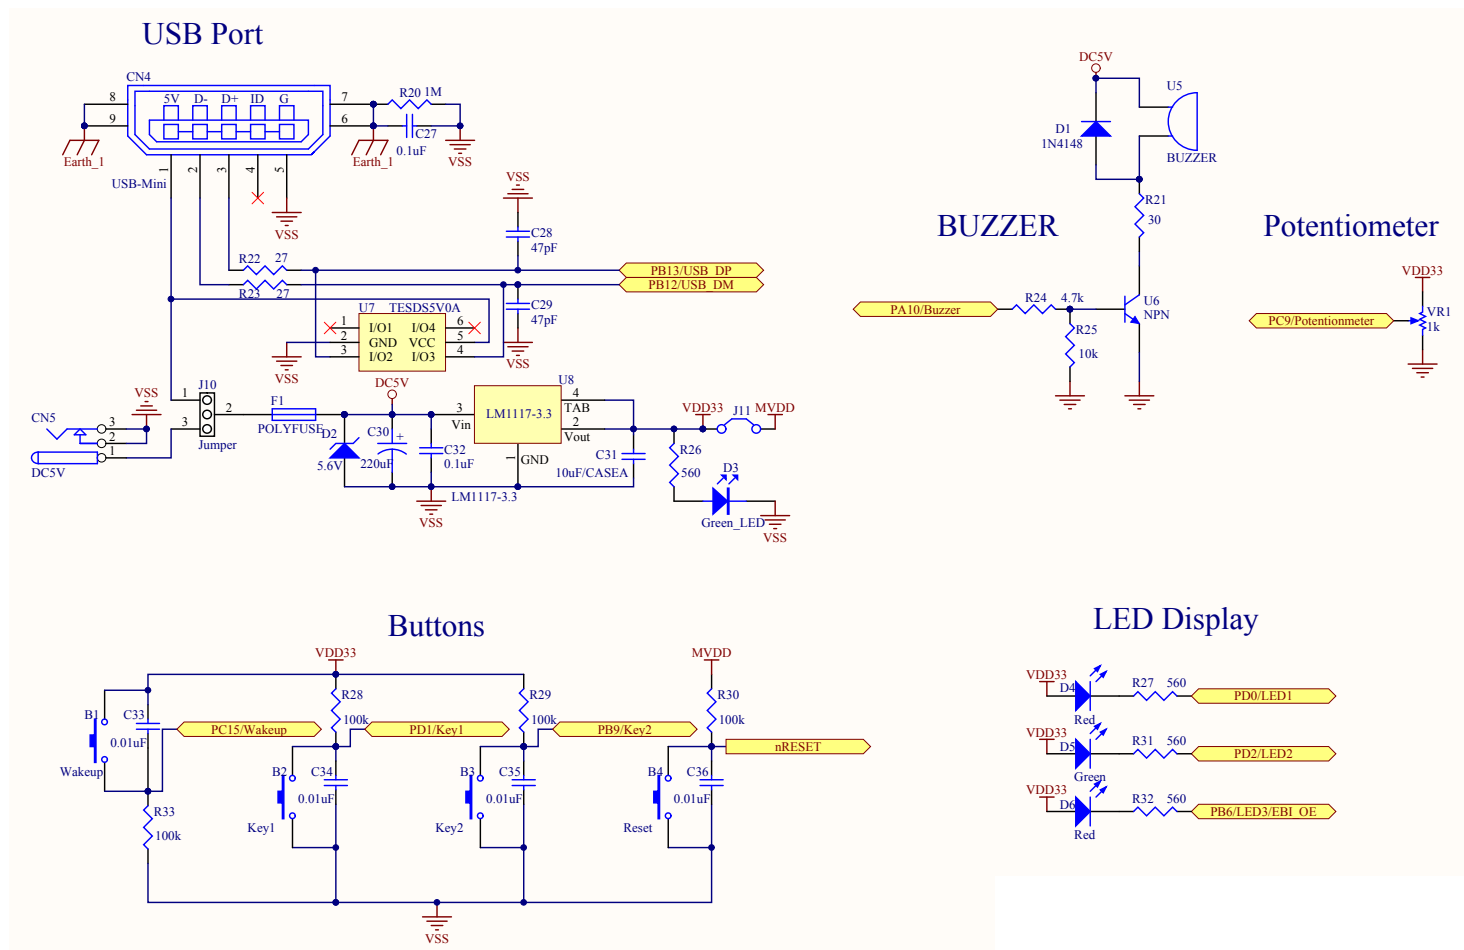 USB Port
CN4
5V D- D+ ID G
8
9
7
6
R20 1M
C27
0.1uF
Earth_1
Earth_1
VSS
USB-Mini
1
2
3
4
5
VSS
VSS
C28
47pF
R22 27
R23 27
PB13/USB_DP
PB12/USB_DM
U7 TESDS5V0A
1 I/O1 I/O4 6
2 GND VCC 5
3 I/O2 I/O3 4
VSS
C29
47pF
VSS
CN5
VSS
3
2
1
DC5V
J10
1
2
3
Jumper
F1
POLYFUSE
DC5V
D2
5.6V
C30
+
220uF
C32
0.1uF
VSS
U8
LM1117-3.3
3
Vin
4
TAB
2
Vout
1
GND
LM1117-3.3
C31
10uF/CASEA
VDD33
J11
MVDD
R26
560
D3
Green_LED
VSS
BUZZER
DC5V
U5
BUZZER
D1
1N4148
R21
30
PA10/Buzzer
R24 4.7k
R25
10k
U6
NPN
Potentiometer
VDD33
PC9/Potentionmeter
VR1
1k
Buttons
VDD33
MVDD
B1
C33
0.01uF
Wakeup
PC15/Wakeup
R33
100k
R28
100k
PD1/Key1
B2
C34
0.01uF
Key1
R29
100k
PB9/Key2
B3
C35
0.01uF
Key2
R30
100k
nRESET
B4
C36
0.01uF
Reset
VSS
LED Display
VDD33
D4
Red
R27 560
PD0/LED1
VDD33
D5
Green
R31 560
PD2/LED2
VDD33
D6
Red
R32 560
PB6/LED3/EBI_OE